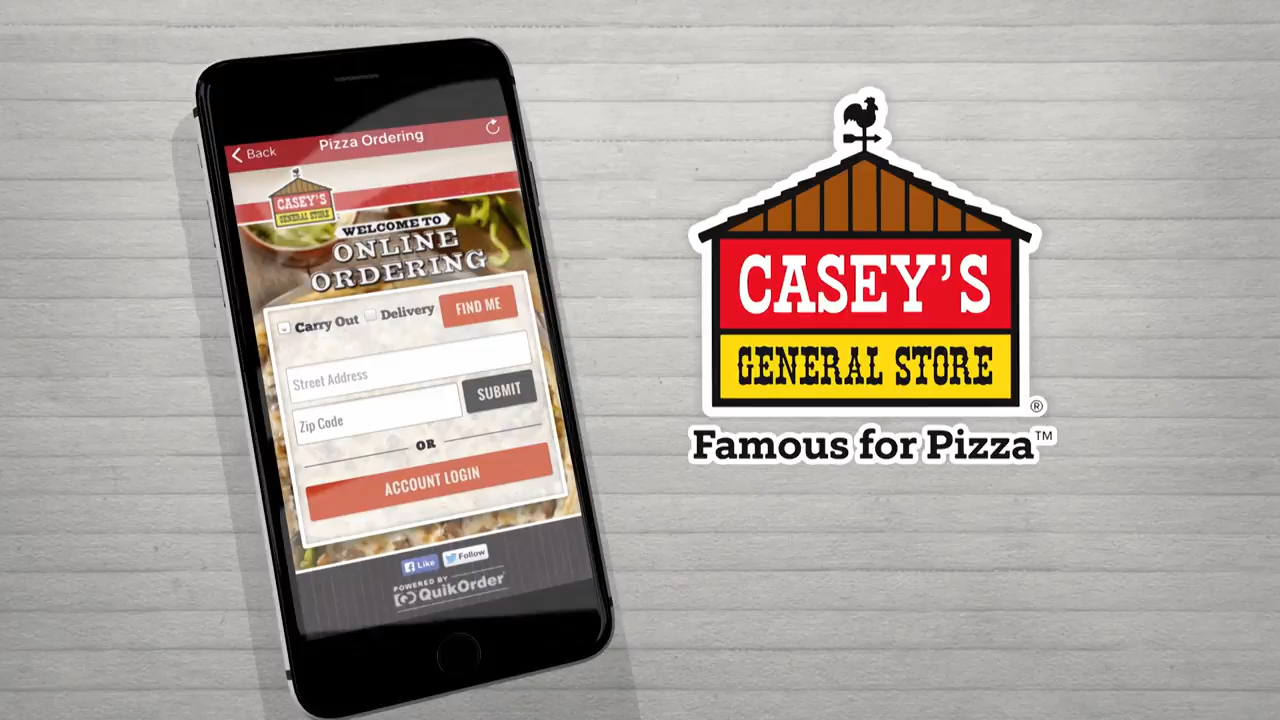 Back
Pizza Ordering
CASEY'S
GENERAL STORE
WELCOME TO
ONLINE
ORDERING
Carry Out
Delivery
FIND ME
Street Address
Zip Code
SUBMIT
OR
ACCOUNT LOGIN
Like
Follow
POWERED BY
QuikOrder
CASEY'S
GENERAL STORE
®
Famous for Pizza™